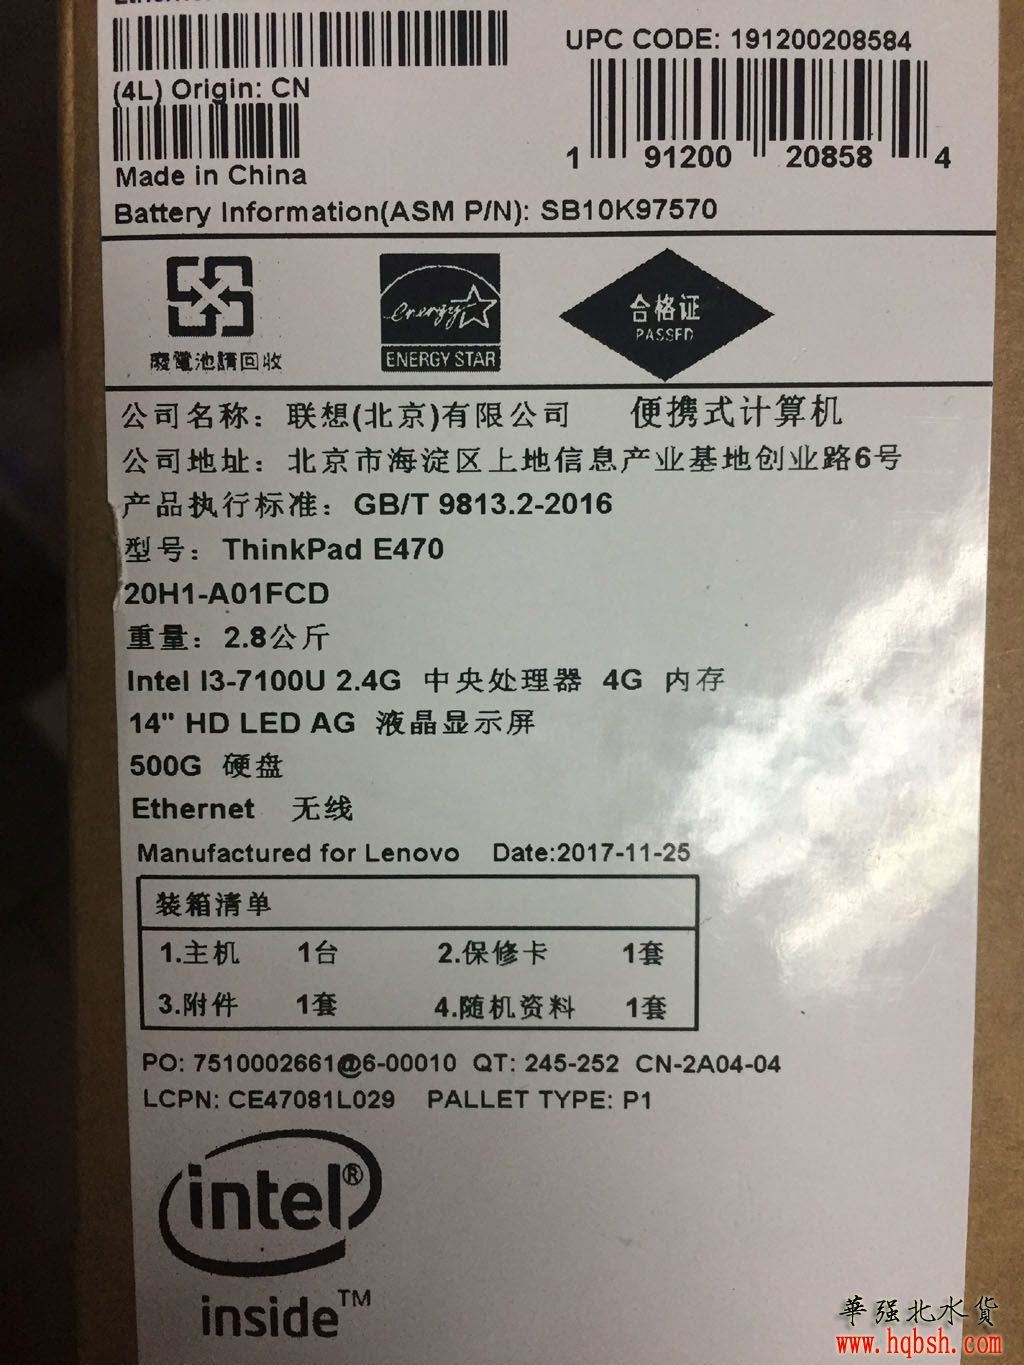 UPC CODE: 191200208584
(4L) Origin: CN
1 91200 20858 4
Made in China
Battery Information(ASM P/N): SB10K97570
energy
ENERGY STAR
合格证
PASSED
廢電池請回收
公司名称: 联想(北京)有限公司 便携式计算机
公司地址: 北京市海淀区上地信息产业基地创业路6号
产品执行标准: GB/T 9813.2-2016
型号: ThinkPad E470
20H1-A01FCD
重量: 2.8公斤
Intel I3-7100U 2.4G 中央处理器 4G 内存
14" HD LED AG 液晶显示屏
500G 硬盘
Ethernet 无线
Manufactured for Lenovo Date:2017-11-25
装箱清单
1.主机 1台 2.保修卡 1套
3.附件 1套 4.随机资料 1套
PO: 7510002661@6-00010 QT: 245-252 CN-2A04-04
LCPN: CE47081L029 PALLET TYPE: P1
intel®
inside™
華强北水货
www.hqbsh.com